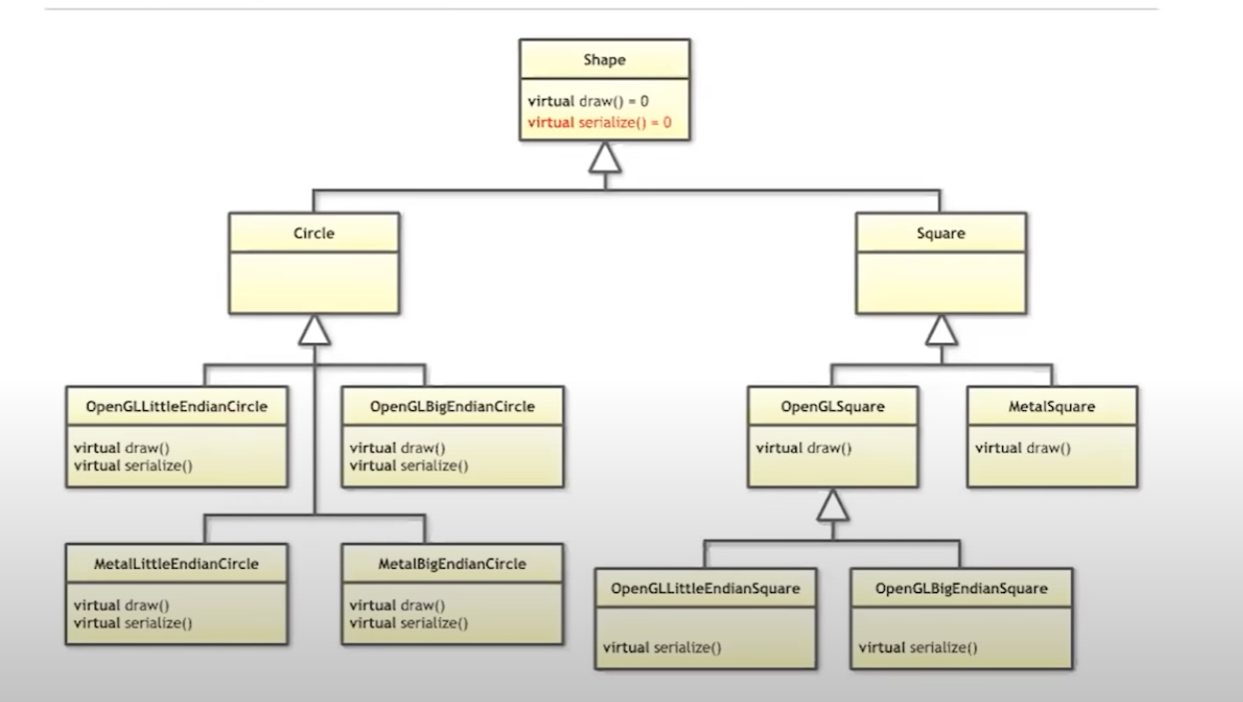 Shape
virtual draw() = 0
virtual serialize() = 0
Circle
Square
OpenGLLittleEndianCircle
virtual draw()
virtual serialize()
OpenGLBigEndianCircle
virtual draw()
virtual serialize()
OpenGLSquare
virtual draw()
MetalSquare
virtual draw()
MetalLittleEndianCircle
virtual draw()
virtual serialize()
MetalBigEndianCircle
virtual draw()
virtual serialize()
OpenGLLittleEndianSquare
virtual serialize()
OpenGLBigEndianSquare
virtual serialize()